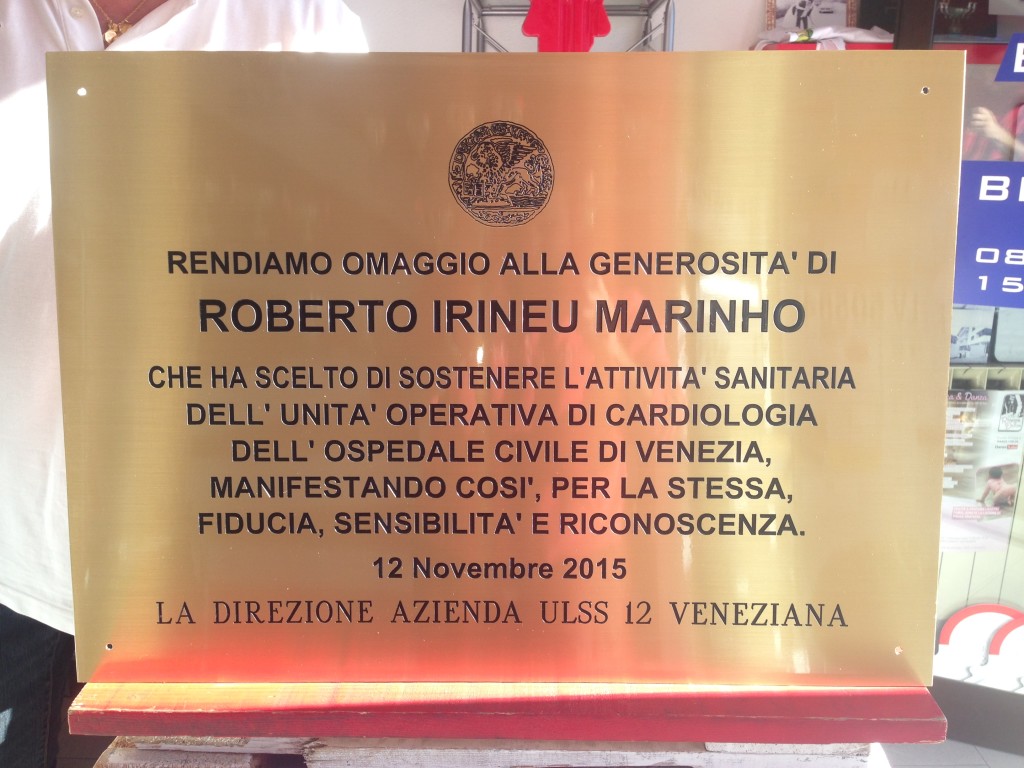 RENDIAMO OMAGGIO ALLA GENEROSITA' DI
ROBERTO IRINEU MARINHO
CHE HA SCELTO DI SOSTENERE L'ATTIVITA' SANITARIA
DELL' UNITA' OPERATIVA DI CARDIOLOGIA
DELL' OSPEDALE CIVILE DI VENEZIA,
MANIFESTANDO COSI', PER LA STESSA,
FIDUCIA, SENSIBILITA' E RICONOSCENZA.
12 Novembre 2015
LA DIREZIONE AZIENDA ULSS 12 VENEZIANA
08
15